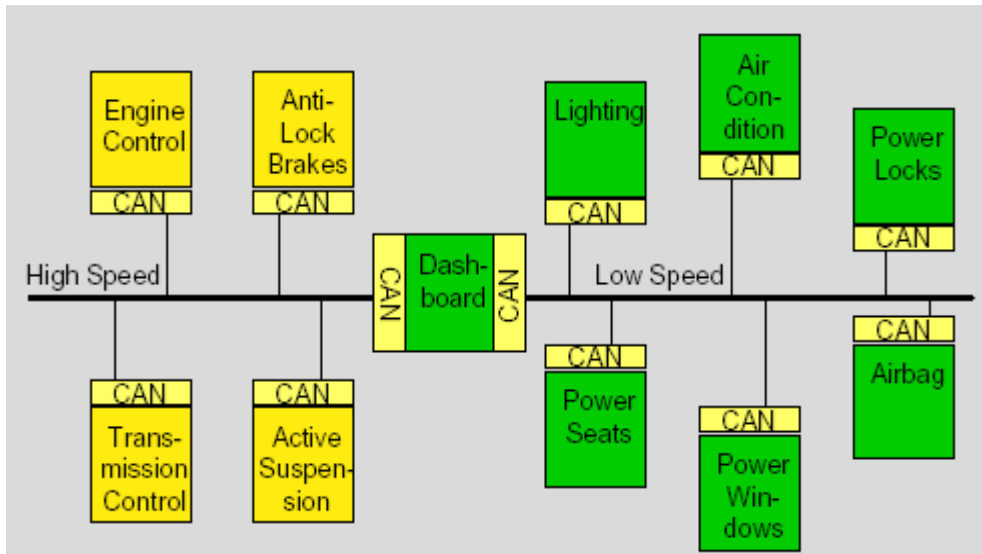 Engine
Control
CAN
Anti-
Lock
Brakes
CAN
Lighting
CAN
Air
Con-
dition
CAN
Power
Locks
CAN
High Speed
CAN
Dash-
board
CAN
Low Speed
CAN
Trans-
mission
Control
CAN
Active
Suspen-
sion
CAN
Power
Seats
CAN
Power
Win-
dows
CAN
Airbag